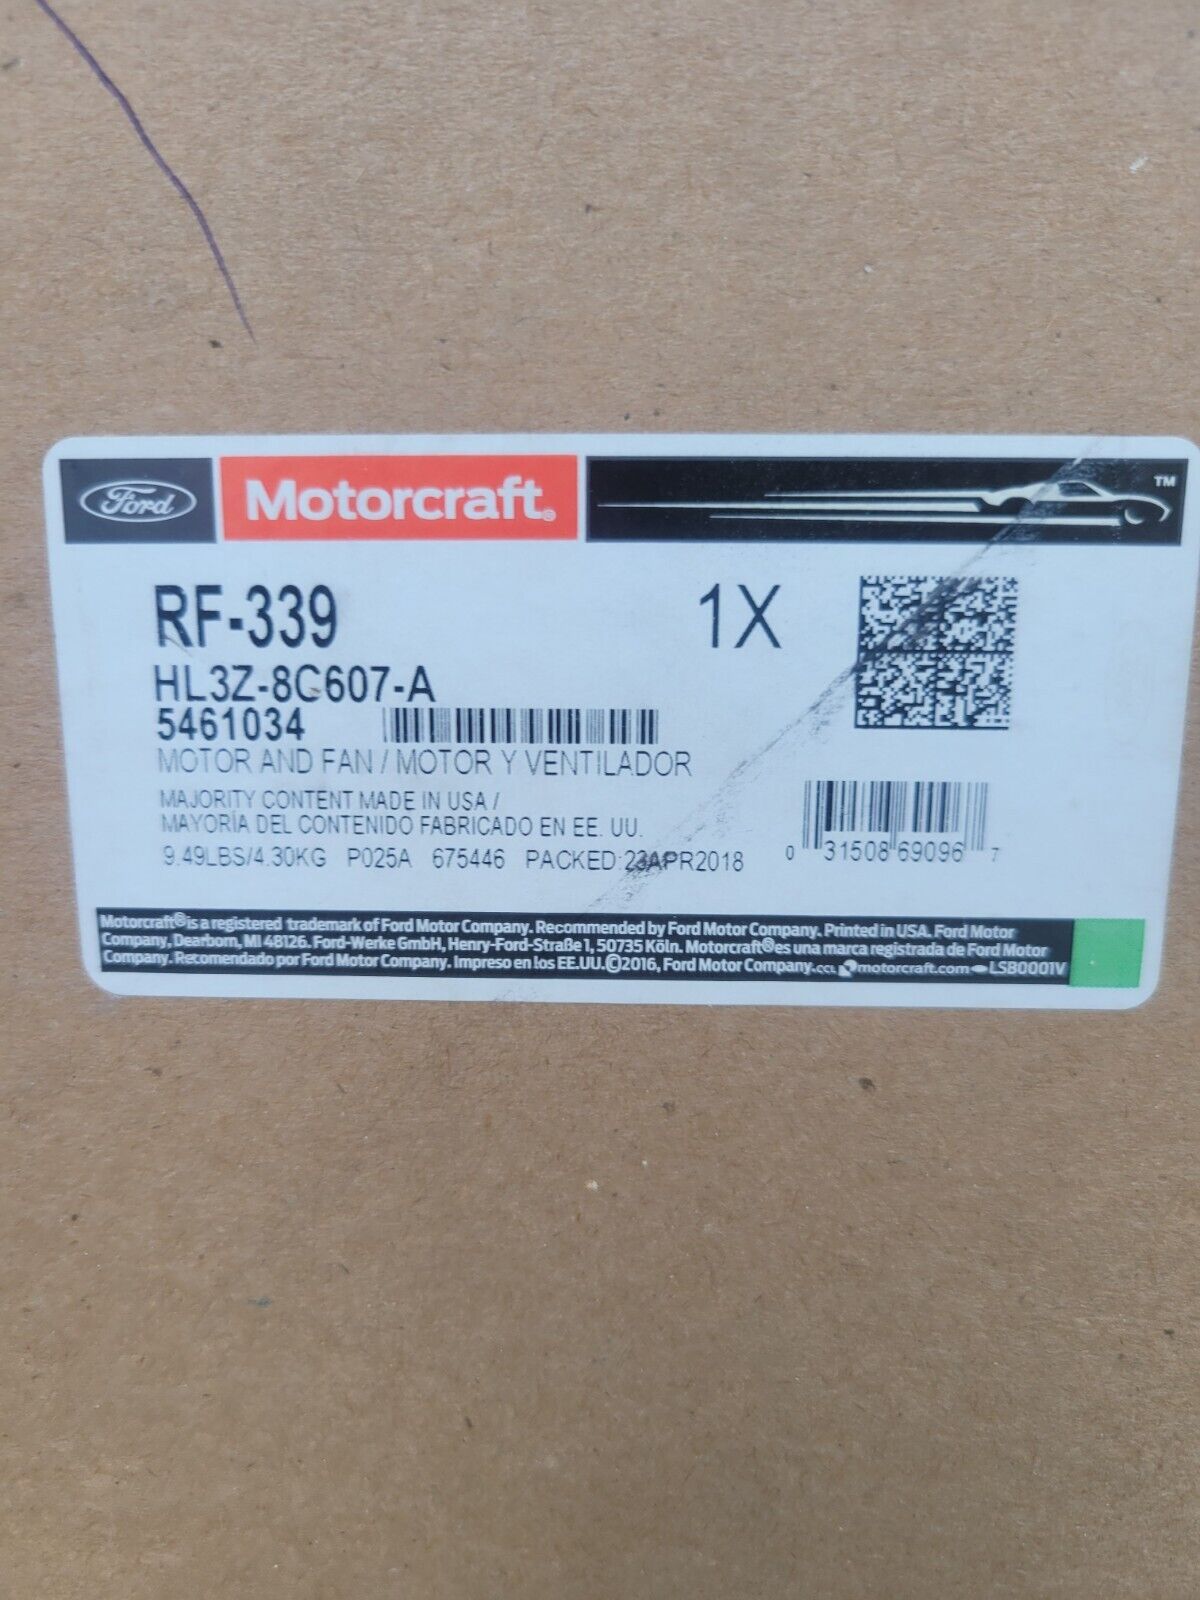 Ford Motorcraft® TM
RF-339 1X
HL3Z-8C607-A
5461034
MOTOR AND FAN / MOTOR Y VENTILADOR
MAJORITY CONTENT MADE IN USA /
MAYORÍA DEL CONTENIDO FABRICADO EN EE. UU.
9.49LBS/4.30KG P025A 675446 PACKED:23APR2018
0 31508 69096 7
Motorcraft® is a registered trademark of Ford Motor Company. Recommended by Ford Motor Company. Printed in USA. Ford Motor
Company, Dearborn, MI 48126. Ford-Werke GmbH, Henry-Ford-Straße 1, 50735 Köln. Motorcraft® es una marca registrada de Ford Motor
Company. Recomendado por Ford Motor Company. Impreso en los EE.UU.©2016, Ford Motor Company. CCL motorcraft.com LSB0001V